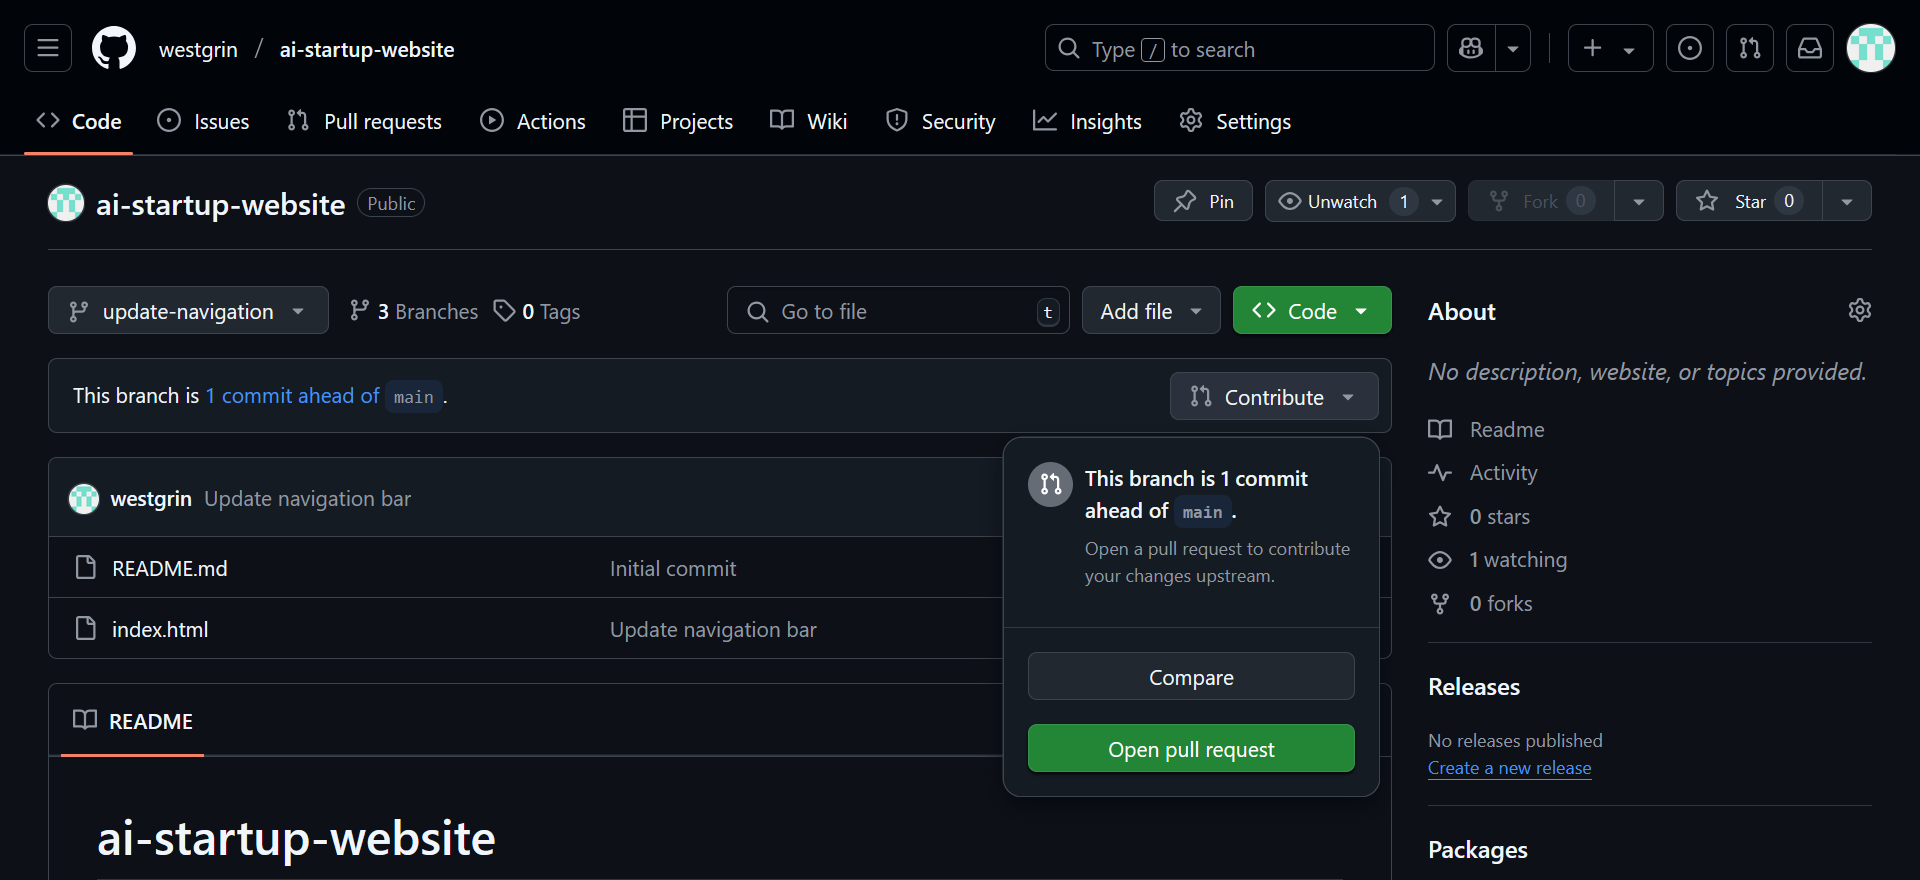 westgrin / ai-startup-website
Type / to search
Code
Issues
Pull requests
Actions
Projects
Wiki
Security
Insights
Settings
ai-startup-website
Public
Pin
Unwatch 1
Fork 0
Star 0
update-navigation
3 Branches
0 Tags
Go to file
t
Add file
Code
This branch is 1 commit ahead of main.
Contribute
This branch is 1 commit
ahead of main.
Open a pull request to contribute
your changes upstream.
Compare
Open pull request
westgrin Update navigation bar
README.md Initial commit
index.html Update navigation bar
README
ai-startup-website
About
No description, website, or topics provided.
Readme
Activity
0 stars
1 watching
0 forks
Releases
No releases published
Create a new release
Packages